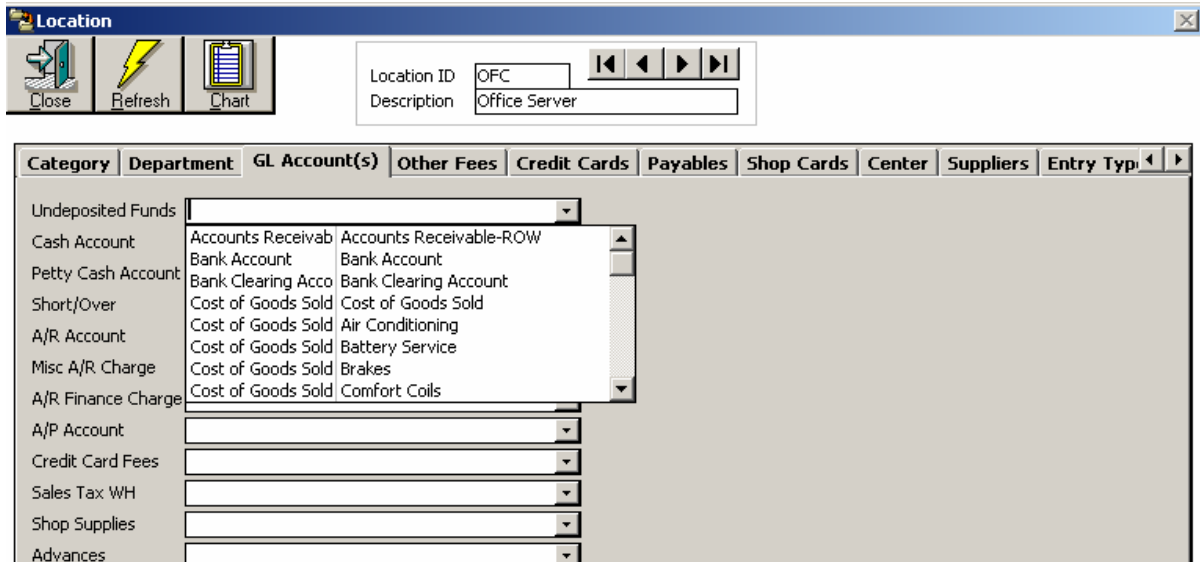 Location
Close Refresh Chart
Location ID OFC
Description Office Server
Category Department GL Account(s) Other Fees Credit Cards Payables Shop Cards Center Suppliers Entry Typ
Undeposited Funds
Cash Account
Petty Cash Account
Short/Over
A/R Account
Misc A/R Charge
A/R Finance Charge
A/P Account
Credit Card Fees
Sales Tax WH
Shop Supplies
Advances
Accounts Receivab Accounts Receivable-ROW
Bank Account Bank Account
Bank Clearing Acco Bank Clearing Account
Cost of Goods Sold Cost of Goods Sold
Cost of Goods Sold Air Conditioning
Cost of Goods Sold Battery Service
Cost of Goods Sold Brakes
Cost of Goods Sold Comfort Coils